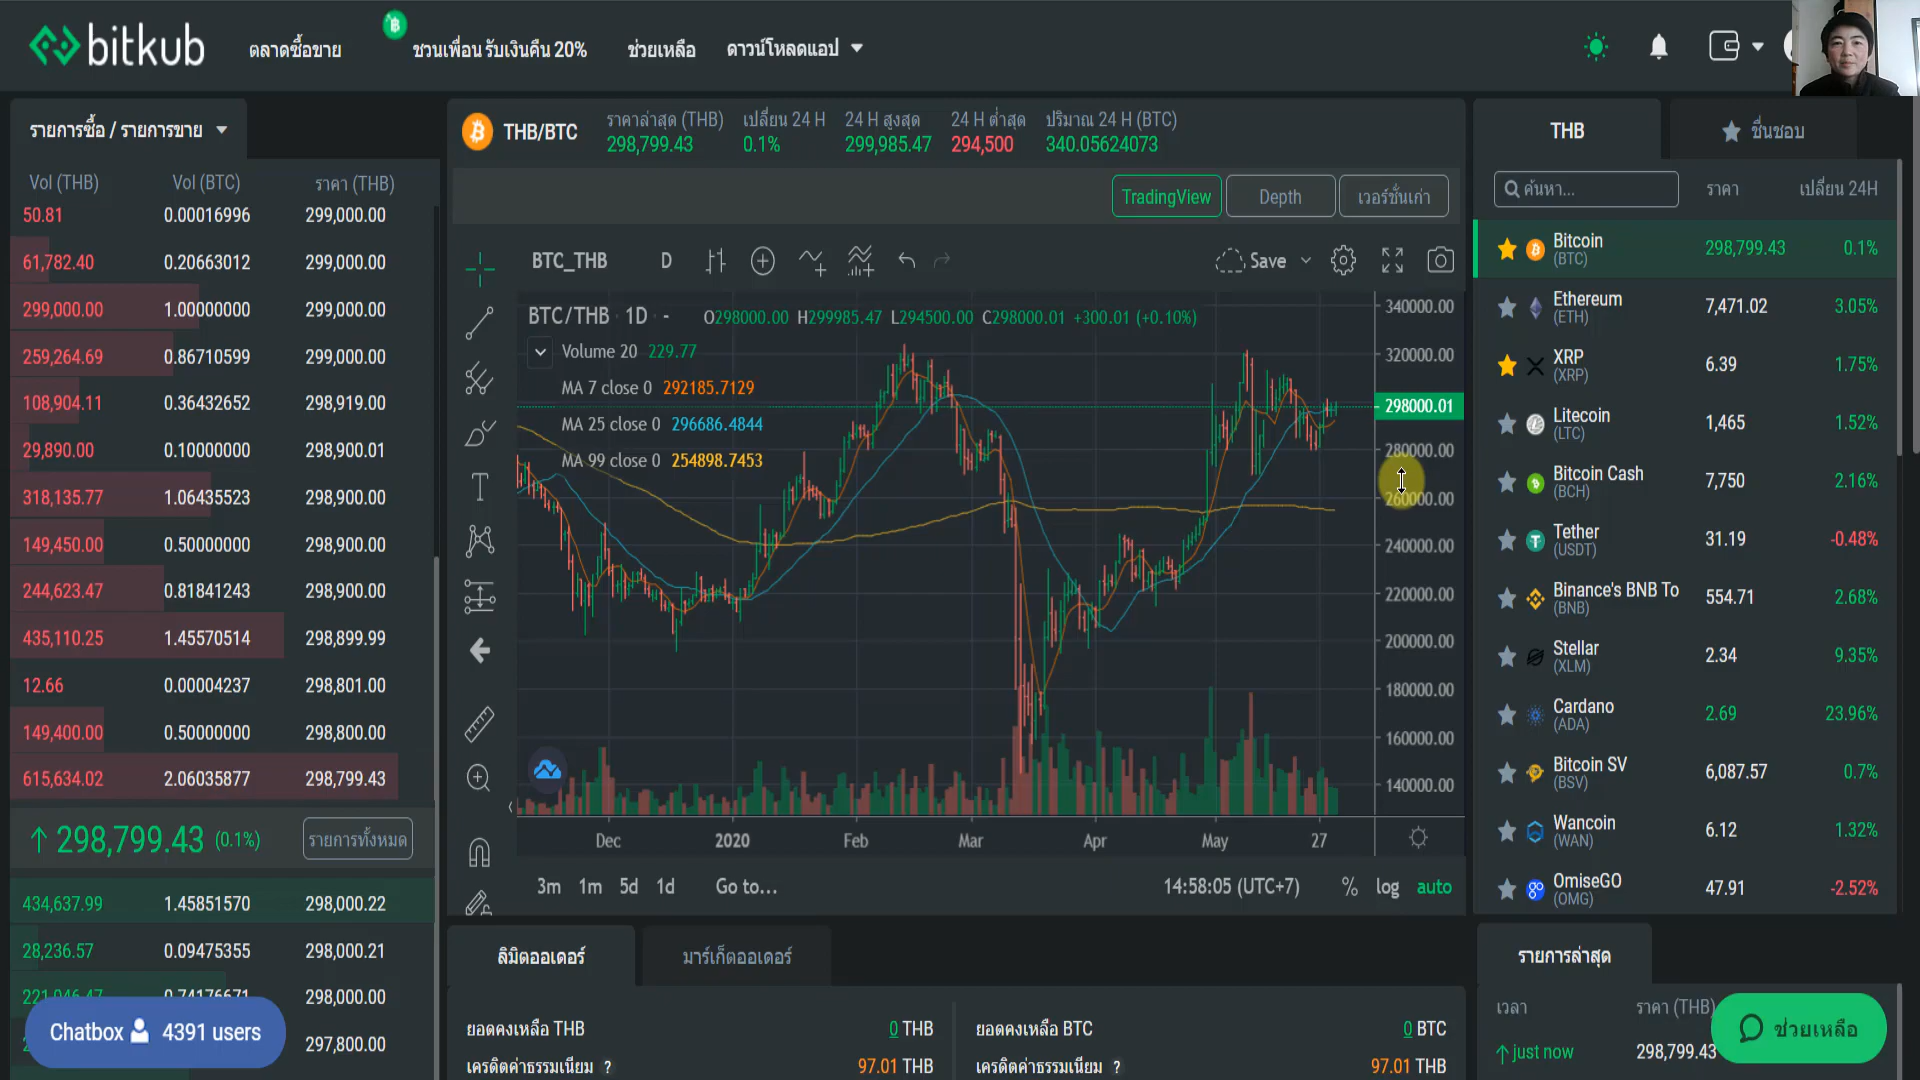 bitkub
ตลาดซื้อขาย
ชวนเพื่อน รับเงินคืน 20%
ช่วยเหลือ
ดาวน์โหลดแอป
รายการซื้อ / รายการขาย
Vol (THB) Vol (BTC) ราคา (THB)
50.81 0.00016996 299,000.00
61,782.40 0.20663012 299,000.00
299,000.00 1.00000000 299,000.00
259,264.69 0.86710599 299,000.00
108,904.11 0.36432652 298,919.00
29,890.00 0.10000000 298,900.01
318,135.77 1.06435523 298,900.00
149,450.00 0.50000000 298,900.00
244,623.47 0.81841243 298,900.00
435,110.25 1.45570514 298,899.99
12.66 0.00004237 298,801.00
149,400.00 0.50000000 298,800.00
615,634.02 2.06035877 298,799.43
298,799.43 (0.1%) รายการทั้งหมด
434,637.99 1.45851570 298,000.22
28,236.57 0.09475355 298,000.21
221,046.47 0.74176671 298,000.00
297,800.00
Chatbox 4391 users
THB/BTC
ราคาล่าสุด (THB) เปลี่ยน 24 H 24 H สูงสุด 24 H ต่ำสุด ปริมาณ 24 H (BTC)
298,799.43 0.1% 299,985.47 294,500 340.05624073
TradingView Depth เวอร์ชั่นเก่า
BTC_THB D Save
BTC/THB 1D - O298000.00 H299985.47 L294500.00 C298000.01 +300.01 (+0.10%)
Volume 20 229.77
MA 7 close 0 292185.7129
MA 25 close 0 296686.4844
MA 99 close 0 254898.7453
340000.00
320000.00
298000.01
280000.00
260000.00
240000.00
220000.00
200000.00
180000.00
160000.00
140000.00
Dec 2020 Feb Mar Apr May 27
3m 1m 5d 1d Go to... 14:58:05 (UTC+7) % log auto
ลิมิตออเดอร์ มาร์เก็ตออเดอร์
ยอดคงเหลือ THB 0 THB ยอดคงเหลือ BTC 0 BTC
เครดิตค่าธรรมเนียม ? 97.01 THB เครดิตค่าธรรมเนียม ? 97.01 THB
THB ชื่นชอบ
ค้นหา... ราคา เปลี่ยน 24H
Bitcoin (BTC) 298,799.43 0.1%
Ethereum (ETH) 7,471.02 3.05%
XRP (XRP) 6.39 1.75%
Litecoin (LTC) 1,465 1.52%
Bitcoin Cash (BCH) 7,750 2.16%
Tether (USDT) 31.19 -0.48%
Binance's BNB To (BNB) 554.71 2.68%
Stellar (XLM) 2.34 9.35%
Cardano (ADA) 2.69 23.96%
Bitcoin SV (BSV) 6,087.57 0.7%
Wancoin (WAN) 6.12 1.32%
OmiseGO (OMG) 47.91 -2.52%
รายการล่าสุด
เวลา ราคา (THB)
just now 298,799.43
ช่วยเหลือ